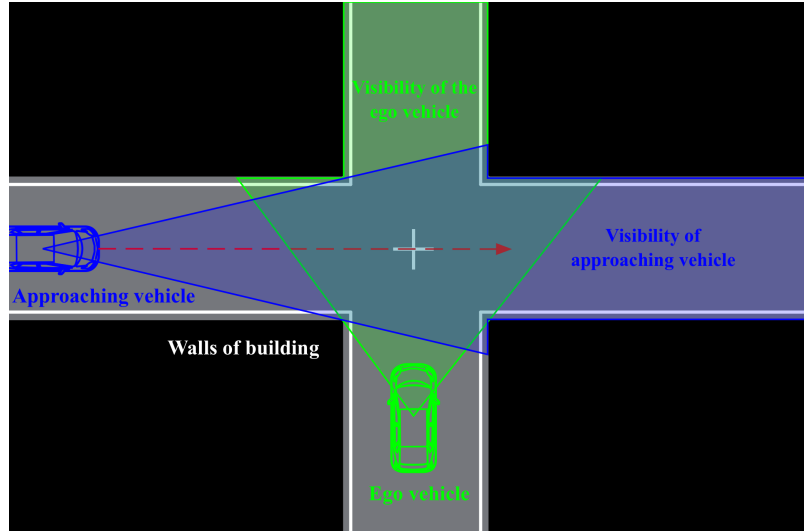 Visibility of the
ego vehicle
Visibility of
approaching vehicle
Approaching vehicle
Walls of building
Ego vehicle